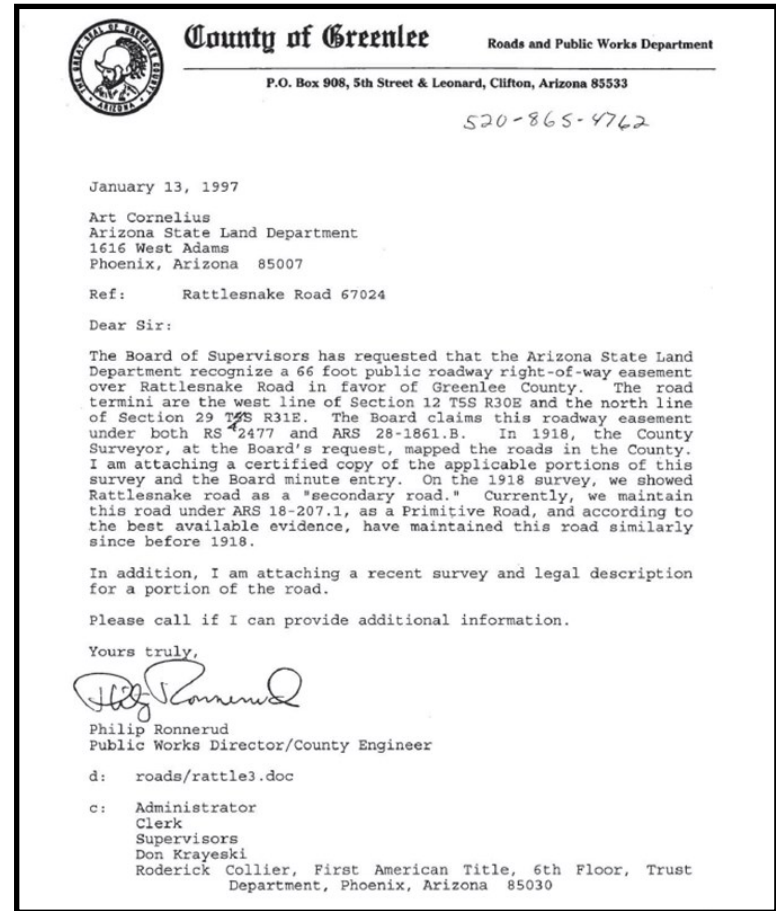 THE GREAT SEAL OF GREENLEE COUNTY
ARIZONA
County of Greenlee
Roads and Public Works Department
P.O. Box 908, 5th Street & Leonard, Clifton, Arizona 85533
520-865-4762
January 13, 1997
Art Cornelius
Arizona State Land Department
1616 West Adams
Phoenix, Arizona 85007
Ref: Rattlesnake Road 67024
Dear Sir:
The Board of Supervisors has requested that the Arizona State Land
Department recognize a 66 foot public roadway right-of-way easement
over Rattlesnake Road in favor of Greenlee County. The road
termini are the west line of Section 12 T5S R30E and the north line
of Section 29 T4S R31E. The Board claims this roadway easement
under both RS 2477 and ARS 28-1861.B. In 1918, the County
Surveyor, at the Board's request, mapped the roads in the County.
I am attaching a certified copy of the applicable portions of this
survey and the Board minute entry. On the 1918 survey, we showed
Rattlesnake road as a "secondary road." Currently, we maintain
this road under ARS 18-207.1, as a Primitive Road, and according to
the best available evidence, have maintained this road similarly
since before 1918.
In addition, I am attaching a recent survey and legal description
for a portion of the road.
Please call if I can provide additional information.
Yours truly,
Philip Ronnerud
Philip Ronnerud
Public Works Director/County Engineer
d: roads/rattle3.doc
c: Administrator
Clerk
Supervisors
Don Krayeski
Roderick Collier, First American Title, 6th Floor, Trust
Department, Phoenix, Arizona 85030